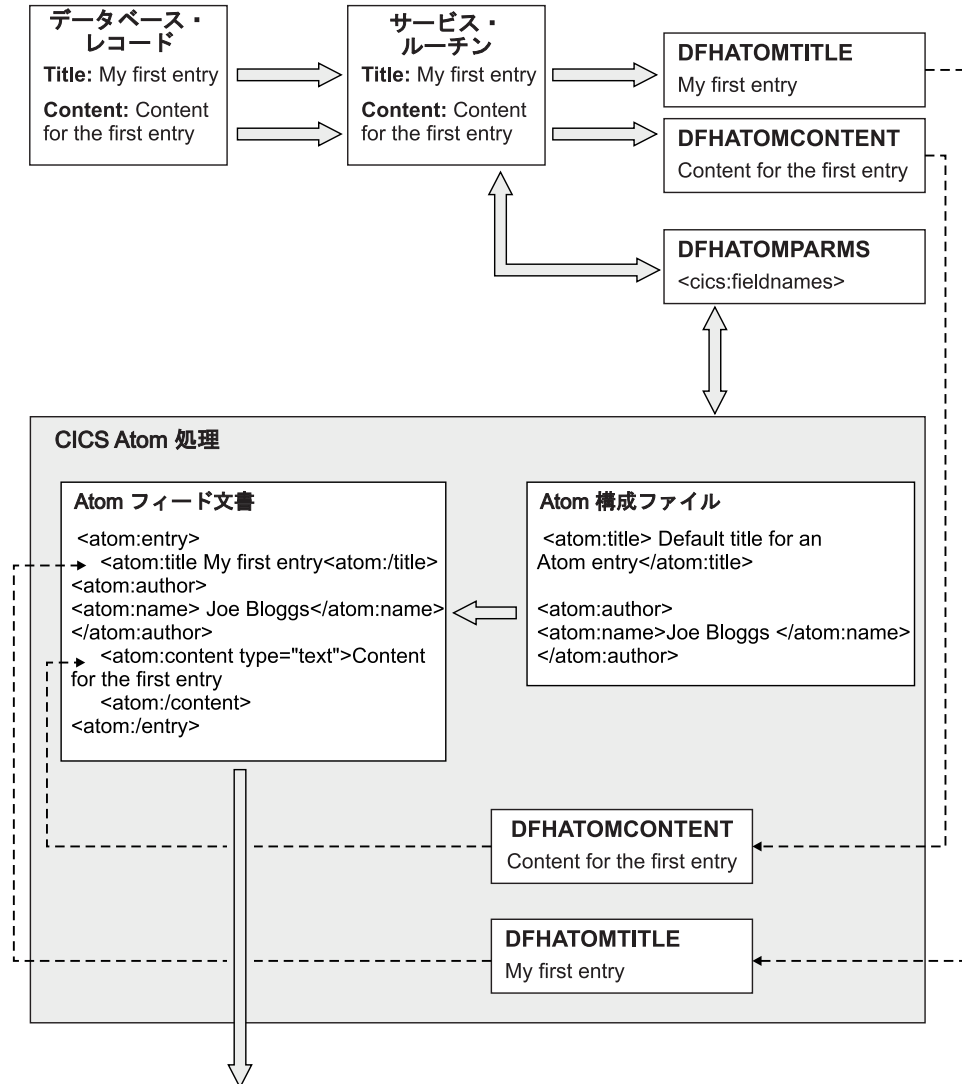 データベース・
レコード
Title: My first entry
Content: Content
for the first entry
サービス・
ルーチン
Title: My first entry
Content: Content
for the first entry
DFHATOMTITLE
My first entry
DFHATOMCONTENT
Content for the first entry
DFHATOMPARMS
<cics:fieldnames>
CICS Atom 処理
Atom フィード文書
<atom:entry>
<atom:title My first entry<atom:/title>
<atom:author>
<atom:name> Joe Bloggs</atom:name>
</atom:author>
<atom:content type="text">Content
for the first entry
<atom:/content>
<atom:/entry>
Atom 構成ファイル
<atom:title> Default title for an
Atom entry</atom:title>
<atom:author>
<atom:name>Joe Bloggs </atom:name>
</atom:author>
DFHATOMCONTENT
Content for the first entry
DFHATOMTITLE
My first entry